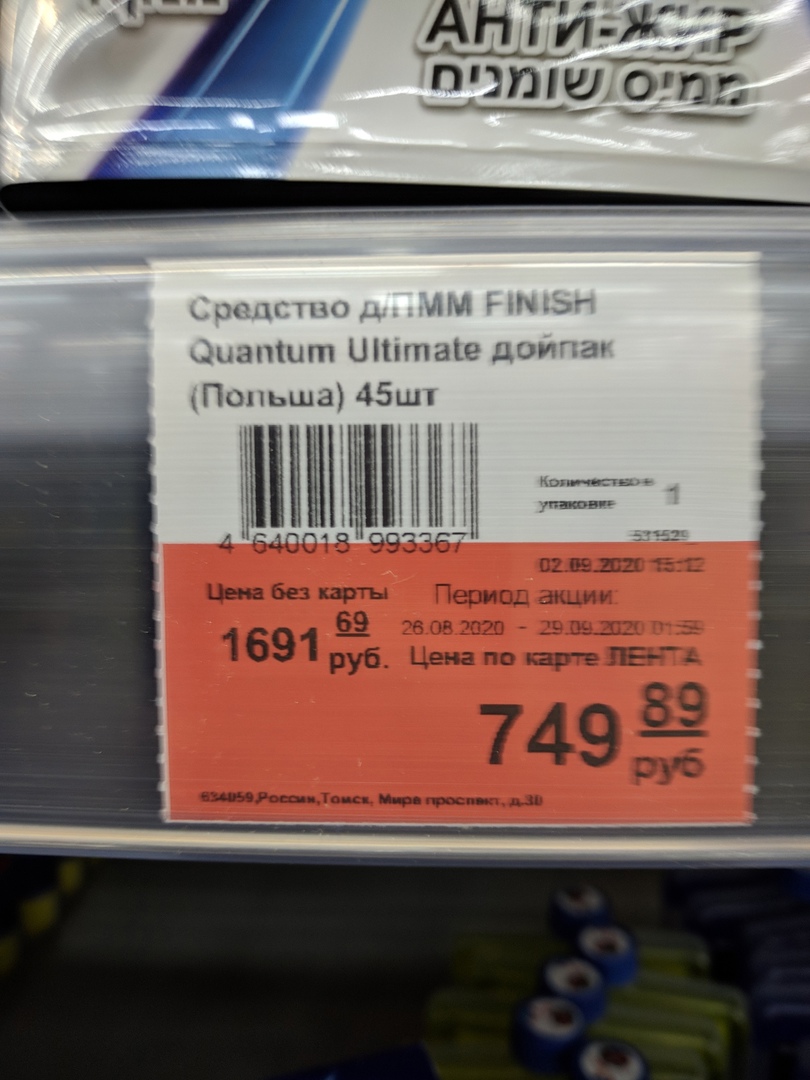 АНТИ-ЖИР
ממיס שומנים
Средство д/ПММ FINISH
Quantum Ultimate дойпак
(Польша) 45шт
Количество в
упаковке 1
4 640018 993367
531529
02.09.2020 15:12
Цена без карты
Период акции:
1691 69 руб.
26.08.2020 - 29.09.2020 01:59
Цена по карте ЛЕНТА
749 89 руб
634059,Россия,Томск, Мира проспект, д.30